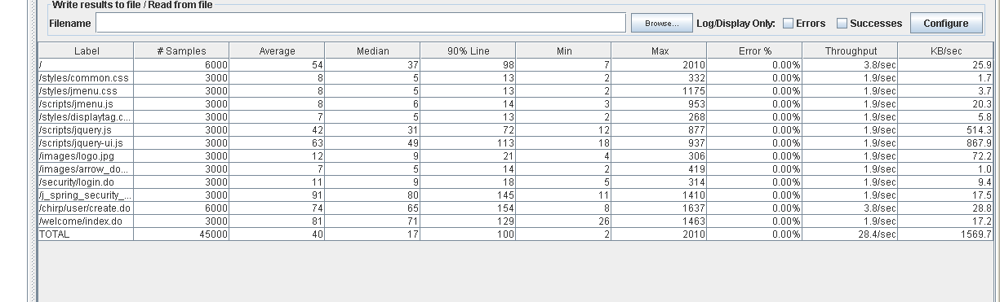 Write results to file / Read from file
Filename Browse... Log/Display Only: Errors Successes Configure
Label # Samples Average Median 90% Line Min Max Error % Throughput KB/sec
/ 6000 54 37 98 7 2010 0.00% 3.8/sec 25.9
/styles/common.css 3000 8 5 13 2 332 0.00% 1.9/sec 1.7
/styles/jmenu.css 3000 8 5 13 2 1175 0.00% 1.9/sec 3.7
/scripts/jmenu.js 3000 8 6 14 3 953 0.00% 1.9/sec 20.3
/styles/displaytag.c... 3000 7 5 13 2 268 0.00% 1.9/sec 5.8
/scripts/jquery.js 3000 42 31 72 12 877 0.00% 1.9/sec 514.3
/scripts/jquery-ui.js 3000 63 49 113 18 937 0.00% 1.9/sec 867.9
/images/logo.jpg 3000 12 9 21 4 306 0.00% 1.9/sec 72.2
/images/arrow_do... 3000 7 5 14 2 419 0.00% 1.9/sec 1.0
/security/login.do 3000 11 9 18 5 314 0.00% 1.9/sec 9.4
/j_spring_security_... 3000 91 80 145 11 1410 0.00% 1.9/sec 17.5
/chirp/user/create.do 6000 74 65 154 8 1637 0.00% 3.8/sec 28.8
/welcome/index.do 3000 81 71 129 26 1463 0.00% 1.9/sec 17.2
TOTAL 45000 40 17 100 2 2010 0.00% 28.4/sec 1569.7